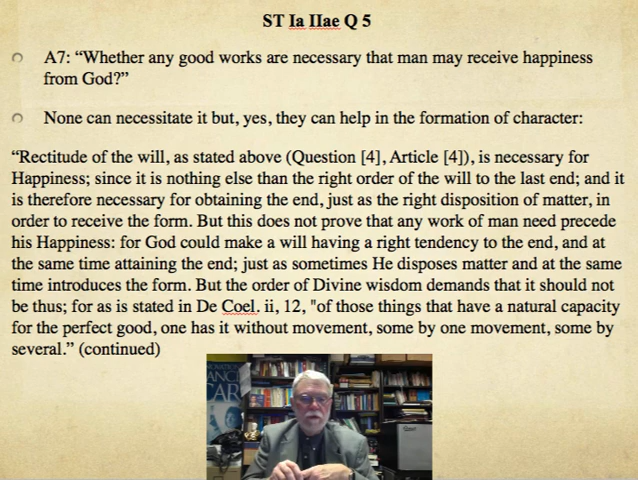 ST Ia IIae Q 5
A7: “Whether any good works are necessary that man may receive happiness
from God?”
None can necessitate it but, yes, they can help in the formation of character:
“Rectitude of the will, as stated above (Question [4], Article [4]), is necessary for
Happiness; since it is nothing else than the right order of the will to the last end; and it
is therefore necessary for obtaining the end, just as the right disposition of matter, in
order to receive the form. But this does not prove that any work of man need precede
his Happiness: for God could make a will having a right tendency to the end, and at
the same time attaining the end; just as sometimes He disposes matter and at the same
time introduces the form. But the order of Divine wisdom demands that it should not
be thus; for as is stated in De Coel. ii, 12, "of those things that have a natural capacity
for the perfect good, one has it without movement, some by one movement, some by
several.” (continued)